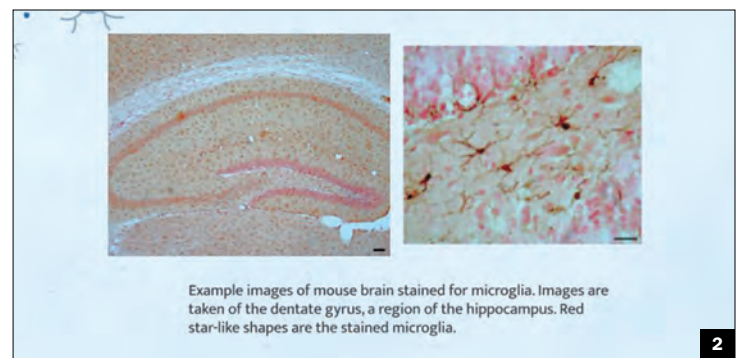 Example images of mouse brain stained for microglia. Images are
taken of the dentate gyrus, a region of the hippocampus. Red
star-like shapes are the stained microglia.
2